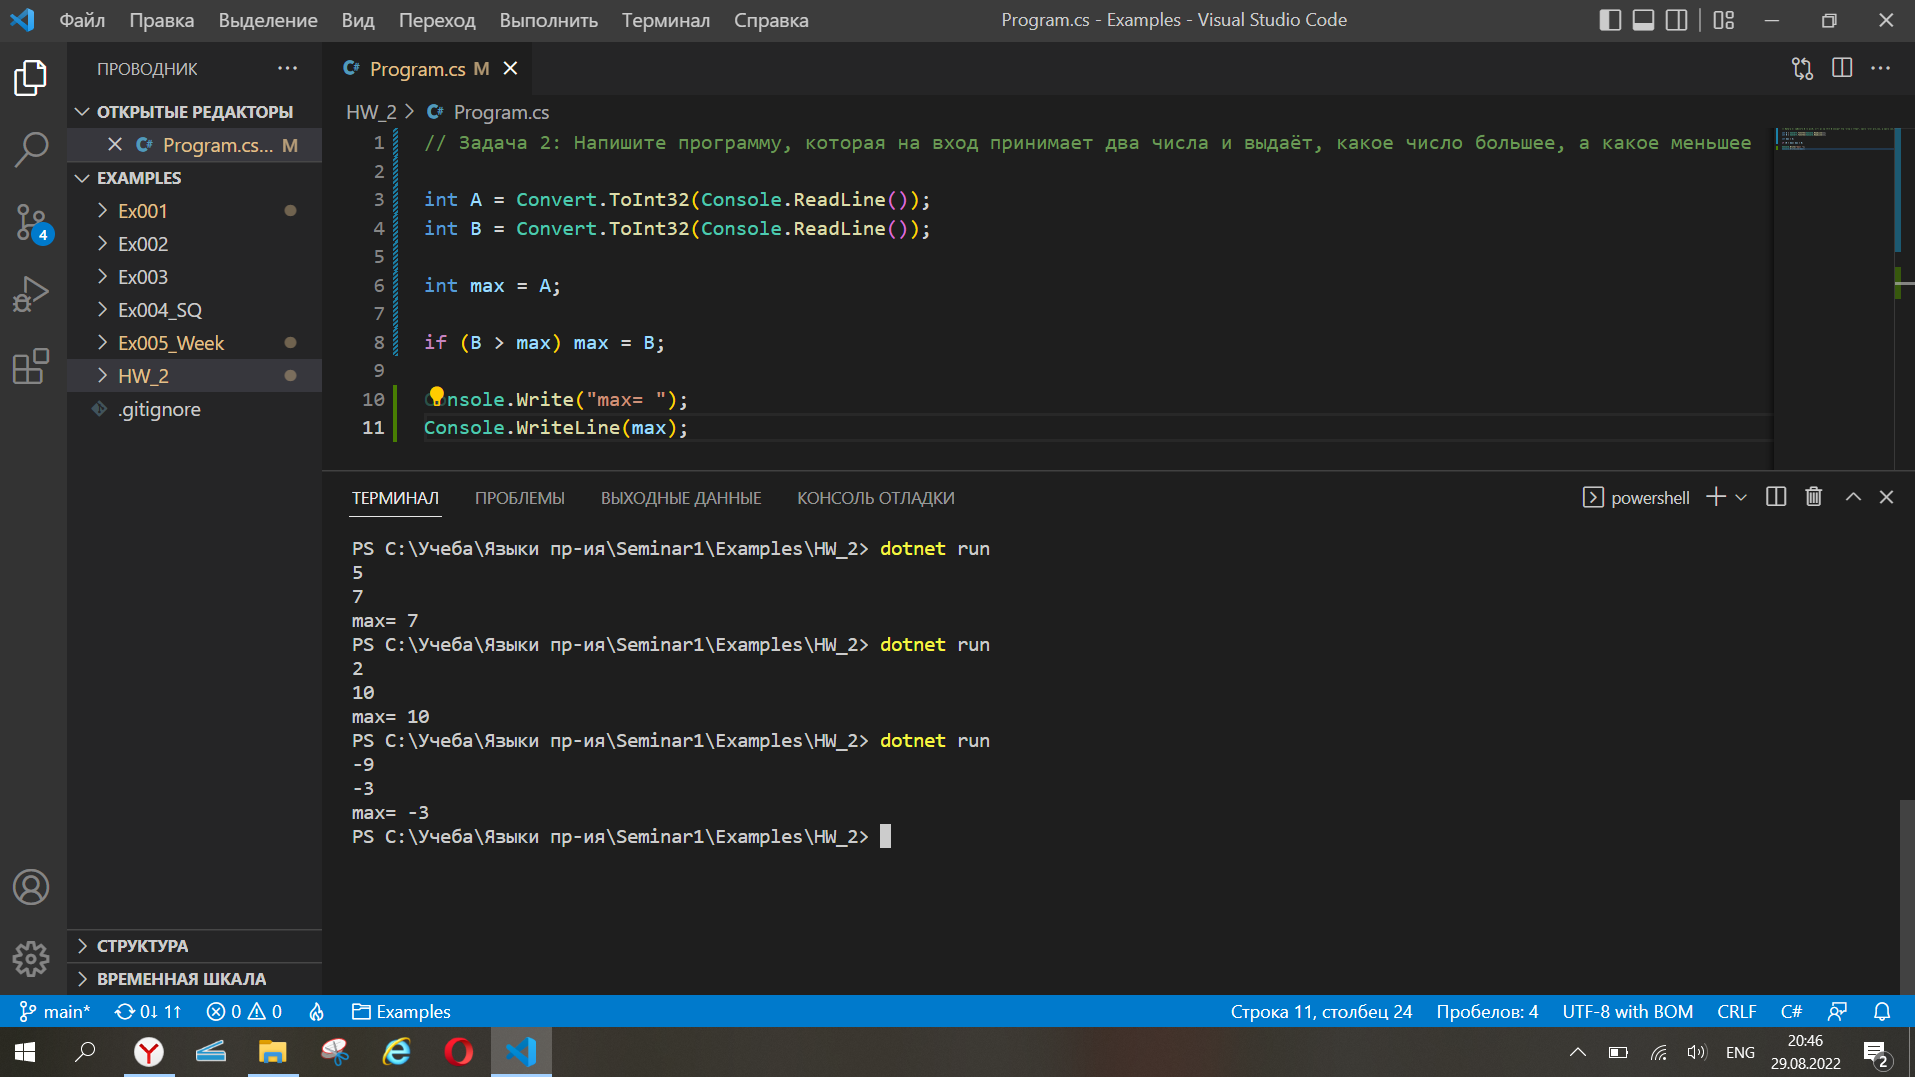 Файл Правка Выделение Вид Переход Выполнить Терминал Справка Program.cs - Examples - Visual Studio Code
ПРОВОДНИК
ОТКРЫТЫЕ РЕДАКТОРЫ
Program.cs... M
EXAMPLES
Ex001
Ex002
Ex003
Ex004_SQ
Ex005_Week
HW_2
.gitignore
СТРУКТУРА
ВРЕМЕННАЯ ШКАЛА
4
Program.cs M
HW_2 > Program.cs
1 // Задача 2: Напишите программу, которая на вход принимает два числа и выдаёт, какое число большее, а какое меньшее
2
3 int A = Convert.ToInt32(Console.ReadLine());
4 int B = Convert.ToInt32(Console.ReadLine());
5
6 int max = A;
7
8 if (B > max) max = B;
9
10 Console.Write("max= ");
11 Console.WriteLine(max);
ТЕРМИНАЛ ПРОБЛЕМЫ ВЫХОДНЫЕ ДАННЫЕ КОНСОЛЬ ОТЛАДКИ powershell
PS C:\Учеба\Языки пр-ия\Seminar1\Examples\HW_2> dotnet run
5
7
max= 7
PS C:\Учеба\Языки пр-ия\Seminar1\Examples\HW_2> dotnet run
2
10
max= 10
PS C:\Учеба\Языки пр-ия\Seminar1\Examples\HW_2> dotnet run
-9
-3
max= -3
PS C:\Учеба\Языки пр-ия\Seminar1\Examples\HW_2>
main* 0↓ 1↑ 0 0 Examples Строка 11, столбец 24 Пробелов: 4 UTF-8 with BOM CRLF C#
ENG 20:46
29.08.2022
2